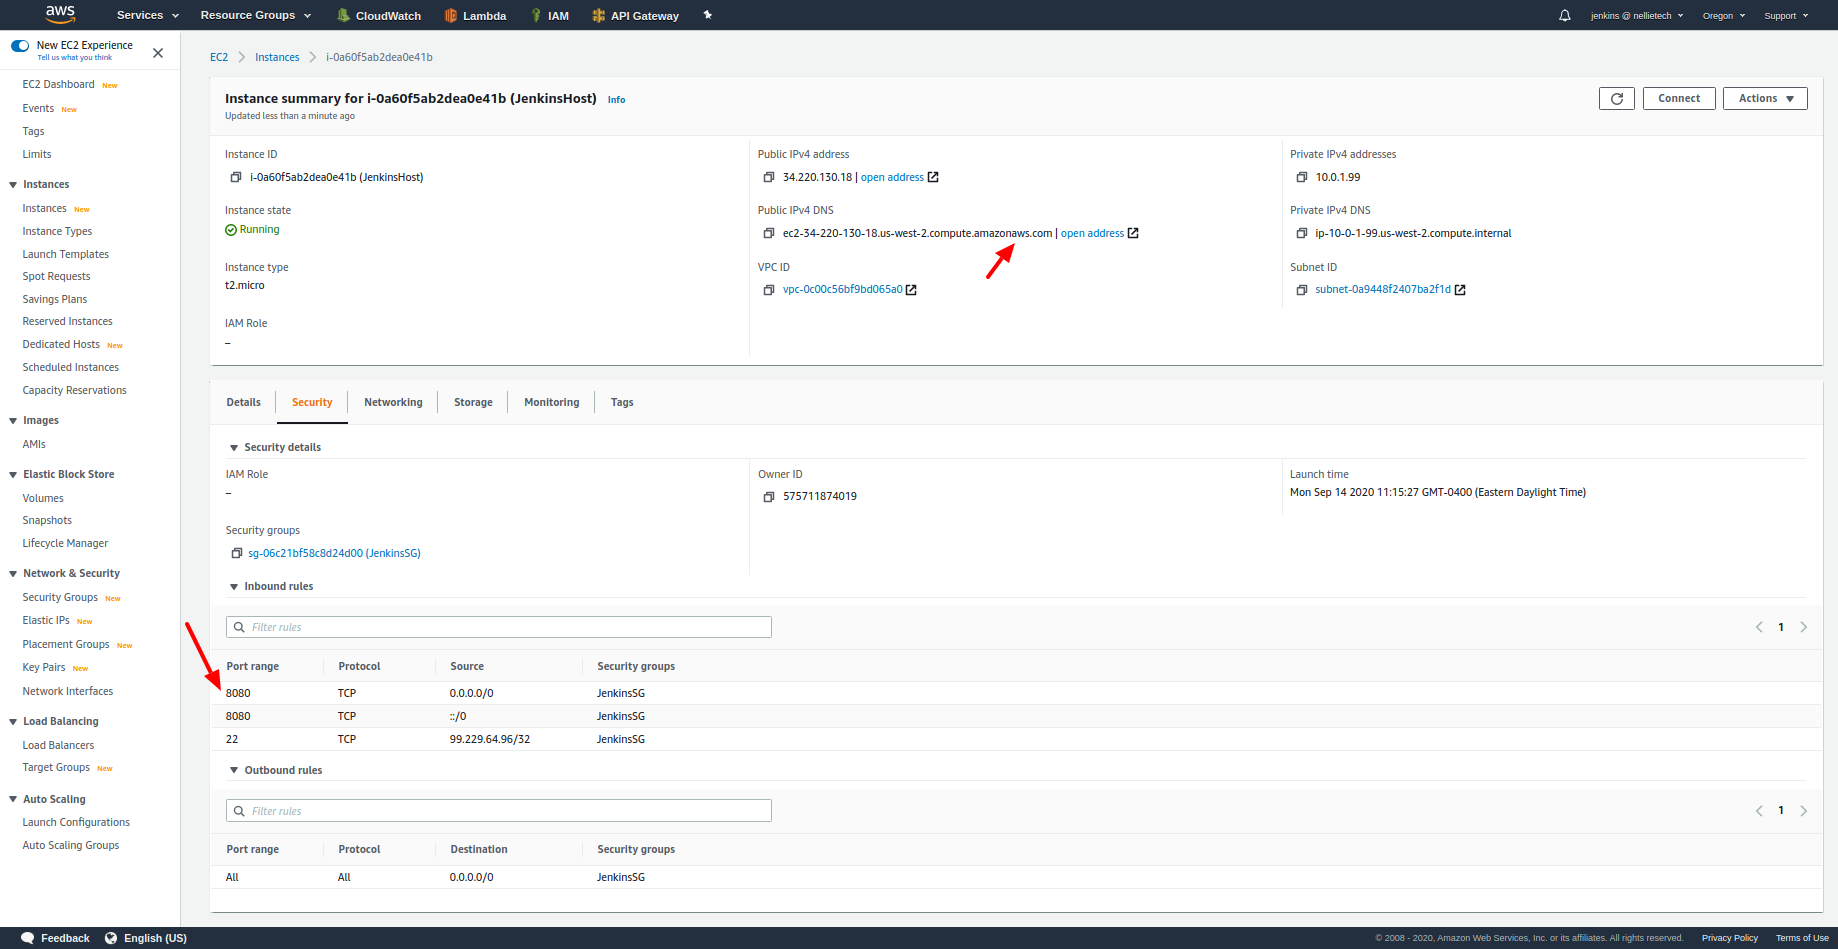 aws Services Resource Groups CloudWatch Lambda IAM API Gateway jenkins @ nellietech Oregon Support
New EC2 Experience
Tell us what you think
EC2 Dashboard New
Events New
Tags
Limits
Instances
Instances New
Instance Types
Launch Templates
Spot Requests
Savings Plans
Reserved Instances
Dedicated Hosts New
Scheduled Instances
Capacity Reservations
Images
AMIs
Elastic Block Store
Volumes
Snapshots
Lifecycle Manager
Network & Security
Security Groups New
Elastic IPs New
Placement Groups New
Key Pairs New
Network Interfaces
Load Balancing
Load Balancers
Target Groups New
Auto Scaling
Launch Configurations
Auto Scaling Groups
EC2 Instances i-0a60f5ab2dea0e41b
Instance summary for i-0a60f5ab2dea0e41b (JenkinsHost) Info
Updated less than a minute ago
Connect Actions
Instance ID
i-0a60f5ab2dea0e41b (JenkinsHost)
Instance state
Running
Instance type
t2.micro
IAM Role
–
Public IPv4 address
34.220.130.18 | open address
Public IPv4 DNS
ec2-34-220-130-18.us-west-2.compute.amazonaws.com | open address
VPC ID
vpc-0c00c56bf9bd065a0
Private IPv4 addresses
10.0.1.99
Private IPv4 DNS
ip-10-0-1-99.us-west-2.compute.internal
Subnet ID
subnet-0a9448f2407ba2f1d
Details Security Networking Storage Monitoring Tags
Security details
IAM Role
–
Owner ID
575711874019
Launch time
Mon Sep 14 2020 11:15:27 GMT-0400 (Eastern Daylight Time)
Security groups
sg-06c21bf58c8d24d00 (JenkinsSG)
Inbound rules
Filter rules
1
Port range Protocol Source Security groups
8080 TCP 0.0.0.0/0 JenkinsSG
8080 TCP ::/0 JenkinsSG
22 TCP 99.229.64.96/32 JenkinsSG
Outbound rules
Filter rules
1
Port range Protocol Destination Security groups
All All 0.0.0.0/0 JenkinsSG
Feedback English (US) © 2008 - 2020, Amazon Web Services, Inc. or its affiliates. All rights reserved. Privacy Policy Terms of Use